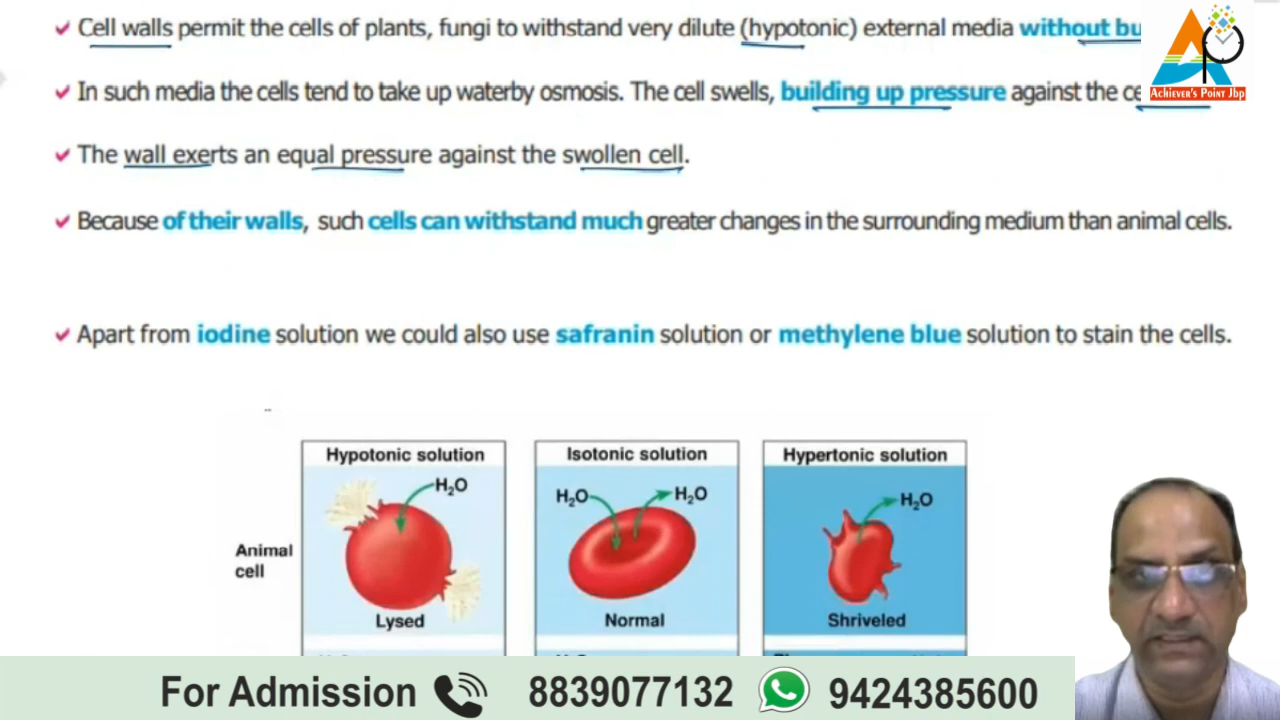 Cell walls permit the cells of plants, fungi to withstand very dilute (hypotonic) external media without
In such media the cells tend to take up waterby osmosis. The cell swells, building up pressure against the
The wall exerts an equal pressure against the swollen cell.
Because of their walls, such cells can withstand much greater changes in the surrounding medium than animal cells.
Apart from iodine solution we could also use safranin solution or methylene blue solution to stain the cells.
ACHIEVER'S POINT JBP
Hypotonic solution
Isotonic solution
Hypertonic solution
H₂O
H₂O
H₂O
H₂O
Animal
cell
Lysed
Normal
Shriveled
For Admission 8839077132 9424385600